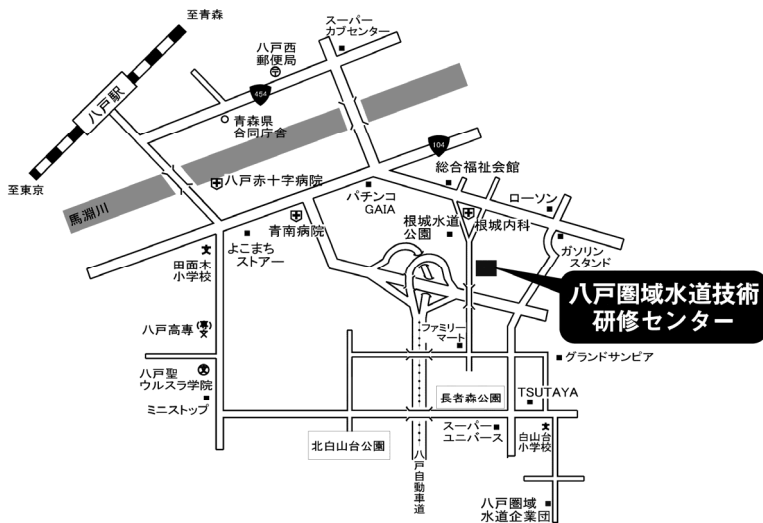 至青森
スーパー
カブセンター
八戸西
郵便局
454
八戸駅
青森県
合同庁舎
104
総合福祉会館
至東京
八戸赤十字病院
パチンコ
GAIA
ローソン
馬淵川
青南病院
根城水道
公園
根城内科
よこまち
ストアー
ガソリン
スタンド
田面木
小学校
八戸圏域水道技術
研修センター
八戸高専
(専)
ファミリー
マート
グランドサンピア
八戸聖
ウルスラ学院
長者森公園
TSUTAYA
ミニストップ
北白山台公園
スーパー
ユニバース
白山台
小学校
八戸自動車道
八戸圏域
水道企業団